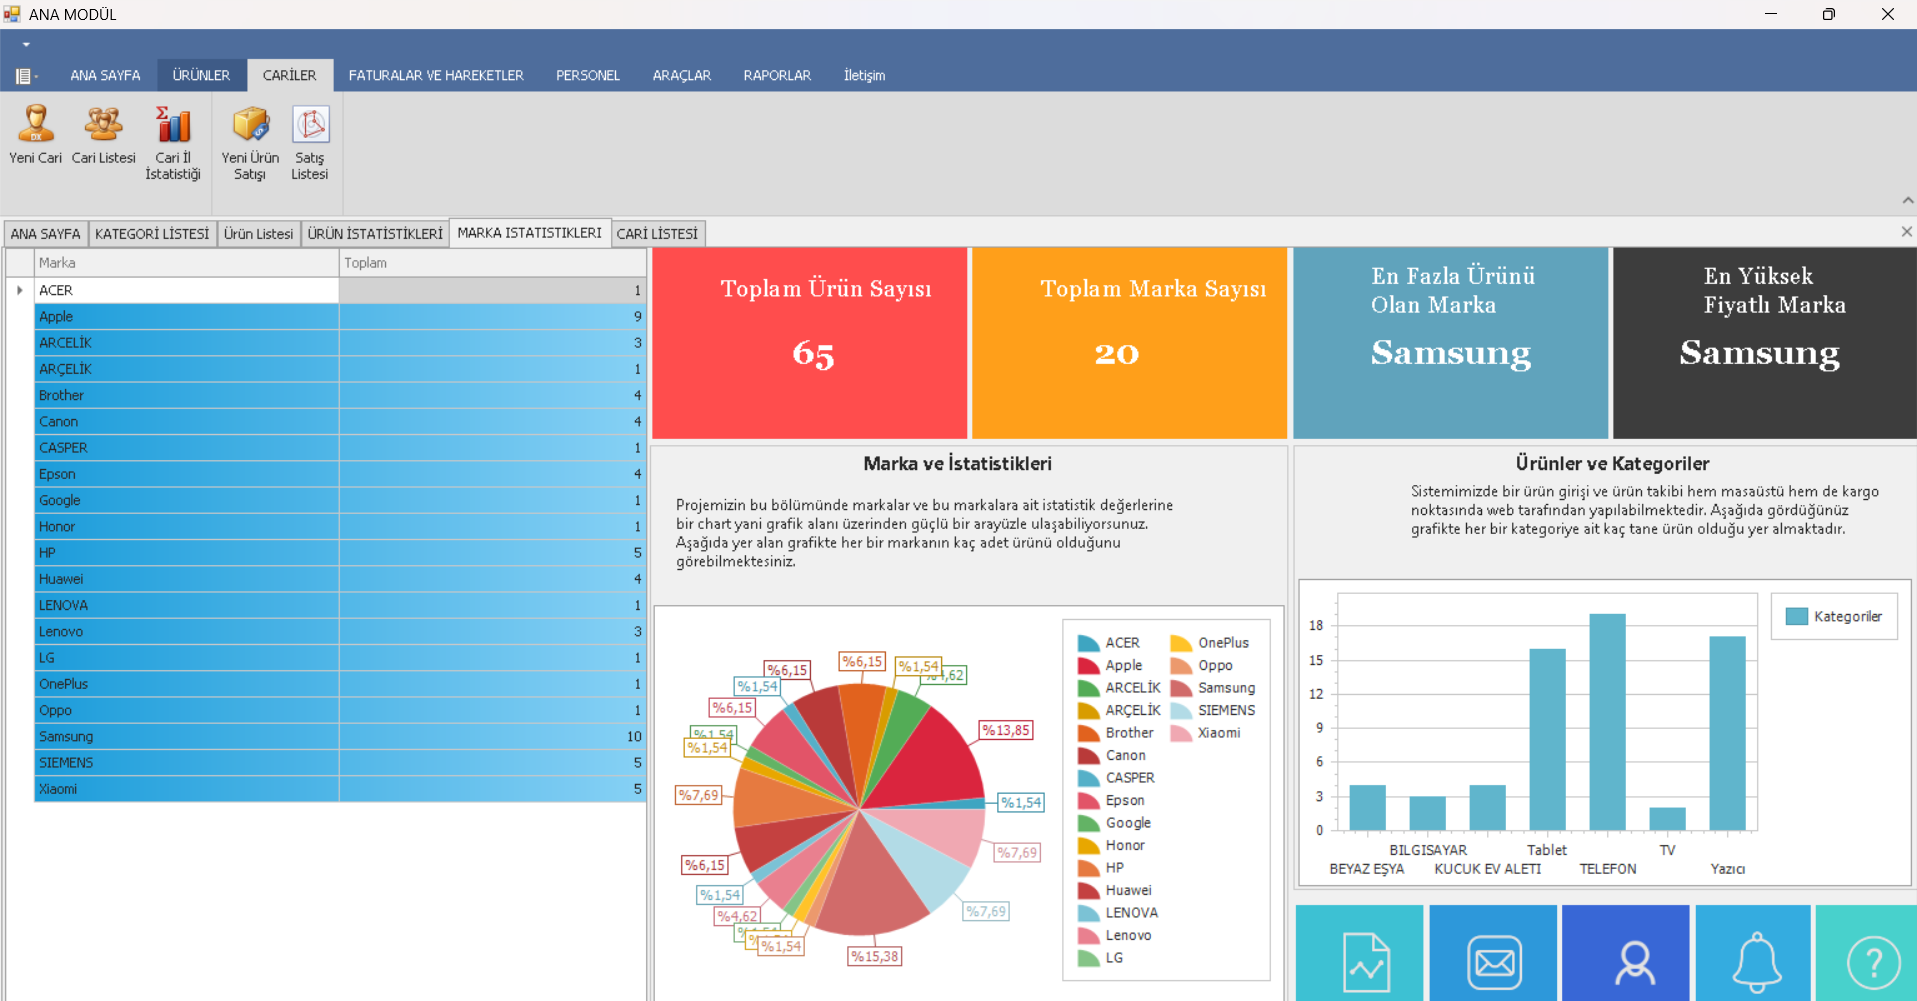 ANA MODÜL
ANA SAYFA ÜRÜNLER CARİLER FATURALAR VE HAREKETLER PERSONEL ARAÇLAR RAPORLAR İletişim
Yeni Cari Cari Listesi Cari İl İstatistiği Yeni Ürün Satışı Satış Listesi
ANA SAYFA KATEGORİ LİSTESİ Ürün Listesi ÜRÜN İSTATİSTİKLERİ MARKA ISTATISTIKLERI CARİ LİSTESİ
Marka Toplam
ACER 1
Apple 9
ARCELİK 3
ARÇELİK 1
Brother 4
Canon 4
CASPER 1
Epson 4
Google 1
Honor 1
HP 5
Huawei 4
LENOVA 1
Lenovo 3
LG 1
OnePlus 1
Oppo 1
Samsung 10
SIEMENS 5
Xiaomi 5
Toplam Ürün Sayısı
65
Toplam Marka Sayısı
20
En Fazla Ürünü
Olan Marka
Samsung
En Yüksek
Fiyatlı Marka
Samsung
Marka ve İstatistikleri
Projemizin bu bölümünde markalar ve bu markalara ait istatistik değerlerine
bir chart yani grafik alanı üzerinden güçlü bir arayüzle ulaşabiliyorsunuz.
Aşağıda yer alan grafikte her bir markanın kaç adet ürünü olduğunu
görebilmektesiniz.
%6,15
%1,54
%4,62
%6,15
%1,54
%6,15
%13,85
%1,54
%1,54
%7,69
%1,54
%7,69
%6,15
%1,54
%7,69
%4,62
%1,54
%1,54
%15,38
ACER
Apple
ARCELİK
ARÇELİK
Brother
Canon
CASPER
Epson
Google
Honor
HP
Huawei
LENOVA
Lenovo
LG
OnePlus
Oppo
Samsung
SIEMENS
Xiaomi
Ürünler ve Kategoriler
Sistemimizde bir ürün girişi ve ürün takibi hem masaüstü hem de kargo
noktasında web tarafından yapılabilmektedir. Aşağıda gördüğünüz
grafikte her bir kategoriye ait kaç tane ürün olduğu yer almaktadır.
Kategoriler
18
15
12
9
6
3
0
BILGISAYAR Tablet TV
BEYAZ EŞYA KUCUK EV ALETI TELEFON Yazıcı